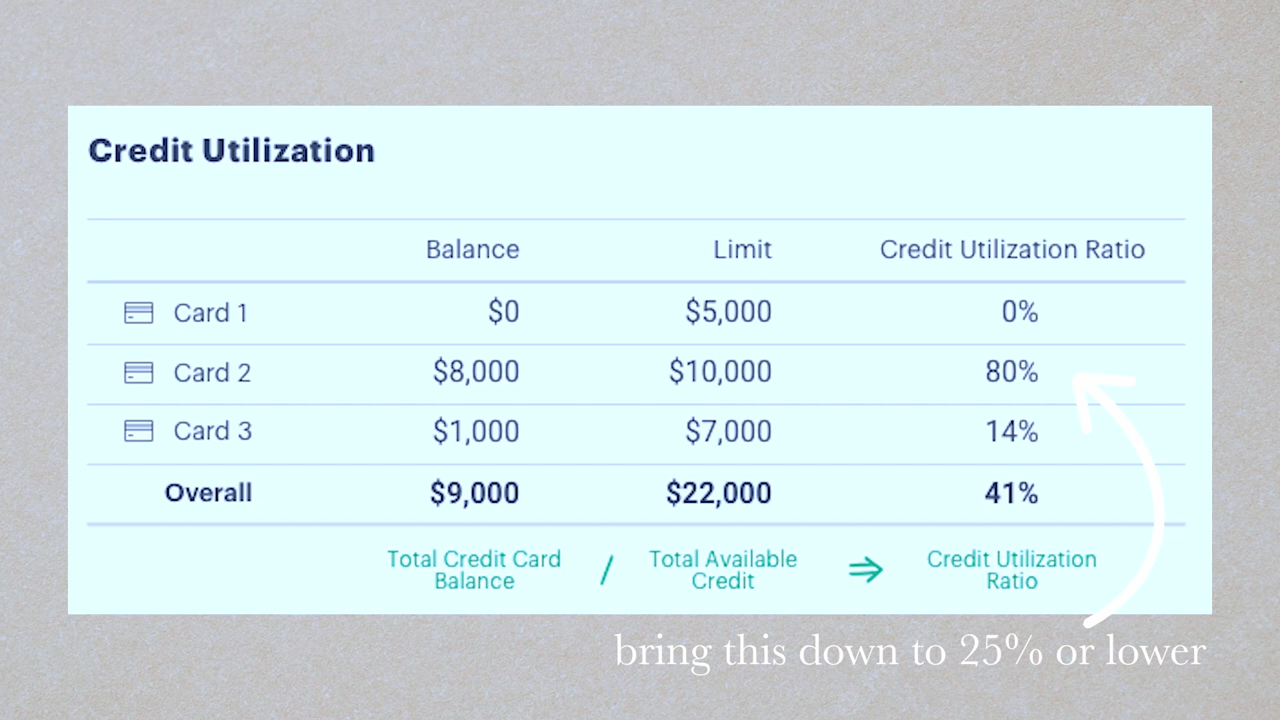 Credit Utilization
Balance Limit Credit Utilization Ratio
Card 1 $0 $5,000 0%
Card 2 $8,000 $10,000 80%
Card 3 $1,000 $7,000 14%
Overall $9,000 $22,000 41%
Total Credit Card Balance / Total Available Credit ⇒ Credit Utilization Ratio
bring this down to 25% or lower